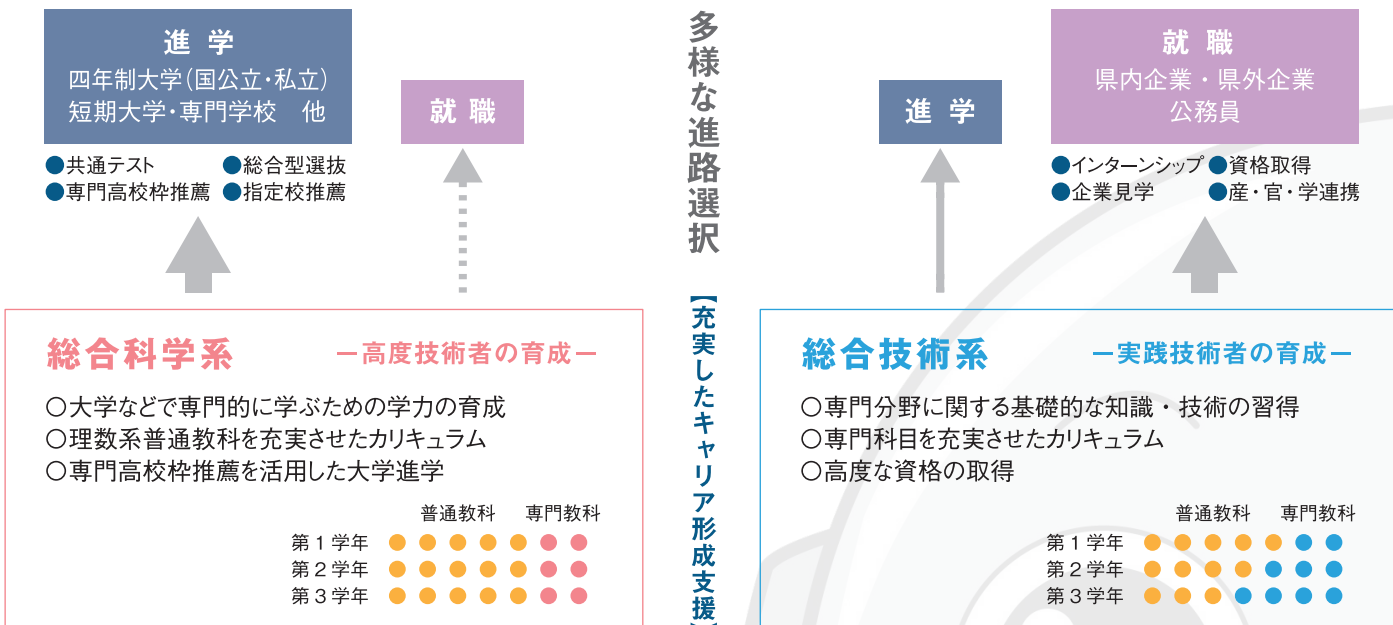 進 学
四年制大学(国公立・私立)
短期大学・専門学校　他
●共通テスト ●総合型選抜
●専門高校枠推薦 ●指定校推薦
就 職
多様な進路選択
【充実したキャリア形成支援】
進 学
就 職
県内企業・県外企業
公務員
●インターンシップ ●資格取得
●企業見学 ●産・官・学連携
総合科学系 ー高度技術者の育成ー
○大学などで専門的に学ぶための学力の育成
○理数系普通教科を充実させたカリキュラム
○専門高校枠推薦を活用した大学進学
普通教科 専門教科
第1学年
第2学年
第3学年
総合技術系 ー実践技術者の育成ー
○専門分野に関する基礎的な知識・技術の習得
○専門科目を充実させたカリキュラム
○高度な資格の取得
普通教科 専門教科
第1学年
第2学年
第3学年